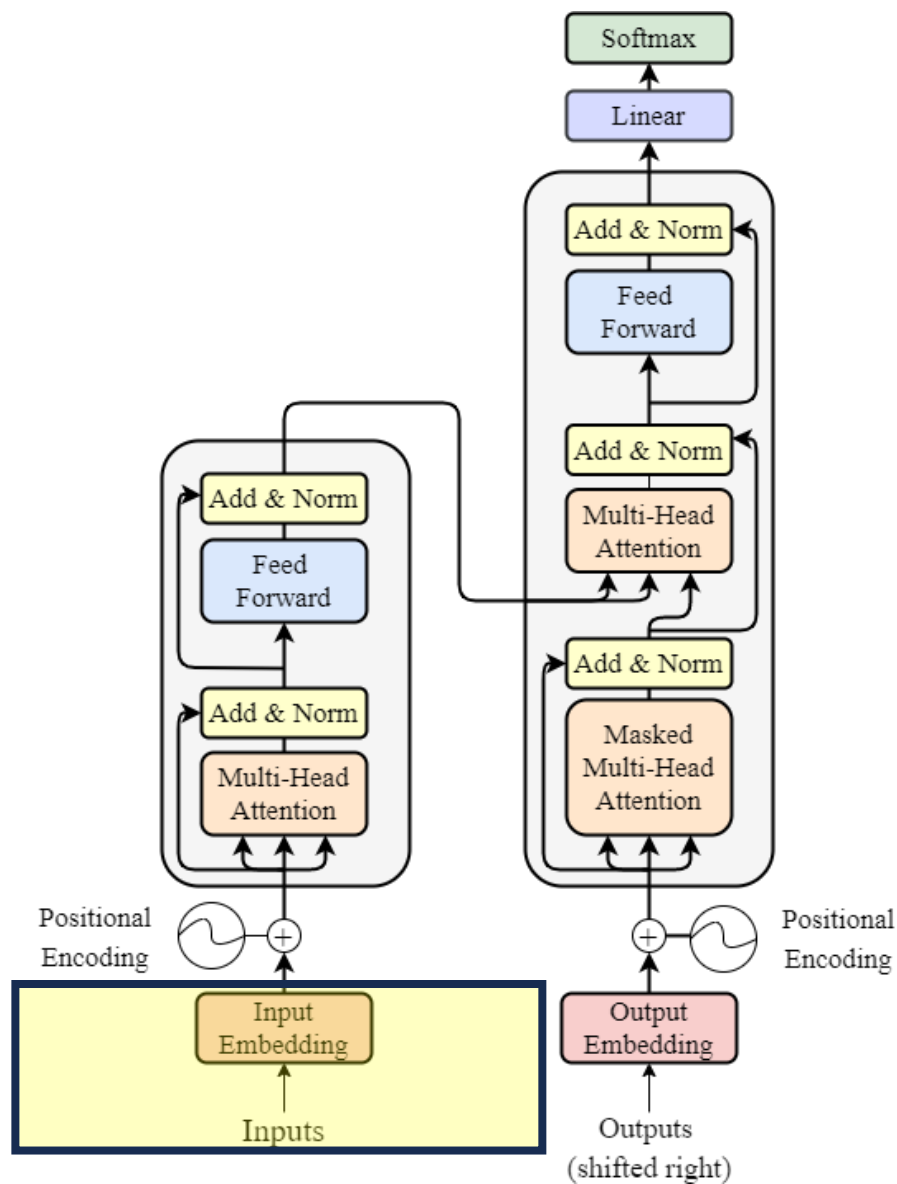 Softmax
Linear
Add & Norm
Feed
Forward
Add & Norm
Multi-Head
Attention
Add & Norm
Masked
Multi-Head
Attention
Add & Norm
Feed
Forward
Add & Norm
Multi-Head
Attention
Positional
Encoding
+
+
Positional
Encoding
Input
Embedding
Inputs
Output
Embedding
Outputs
(shifted right)